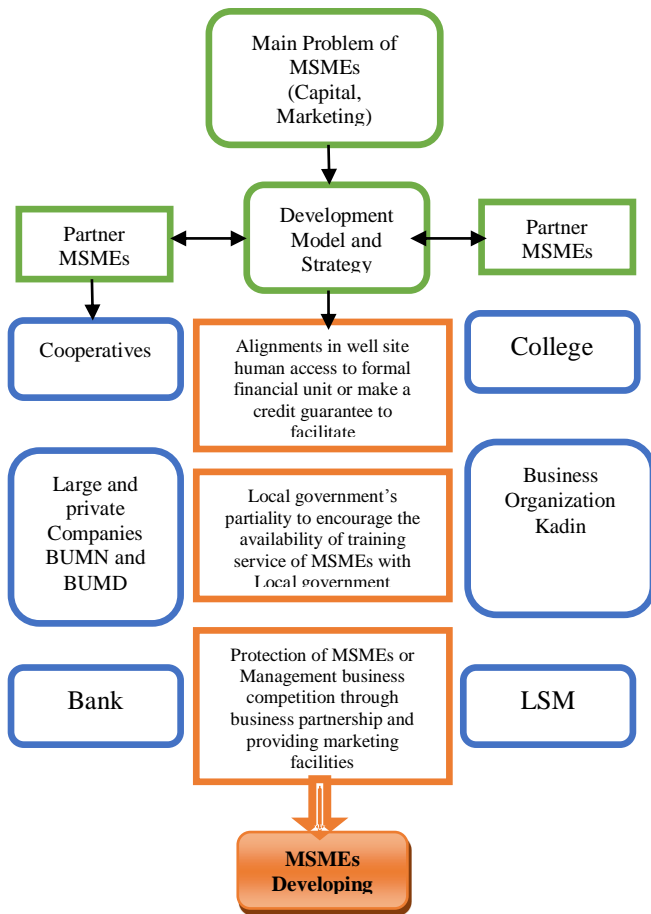 Main Problem of
MSMEs
(Capital,
Marketing)
Partner
MSMEs
Development
Model and
Strategy
Partner
MSMEs
Cooperatives
Alignments in well site
human access to formal
financial unit or make a
credit guarantee to
facilitate
College
Large and
private
Companies
BUMN and
BUMD
Local government's
partiality to encourage the
availability of training
service of MSMEs with
Local government
Business
Organization
Kadin
Bank
Protection of MSMEs or
Management business
competition through
business partnership and
providing marketing
facilities
LSM
MSMEs
Developing